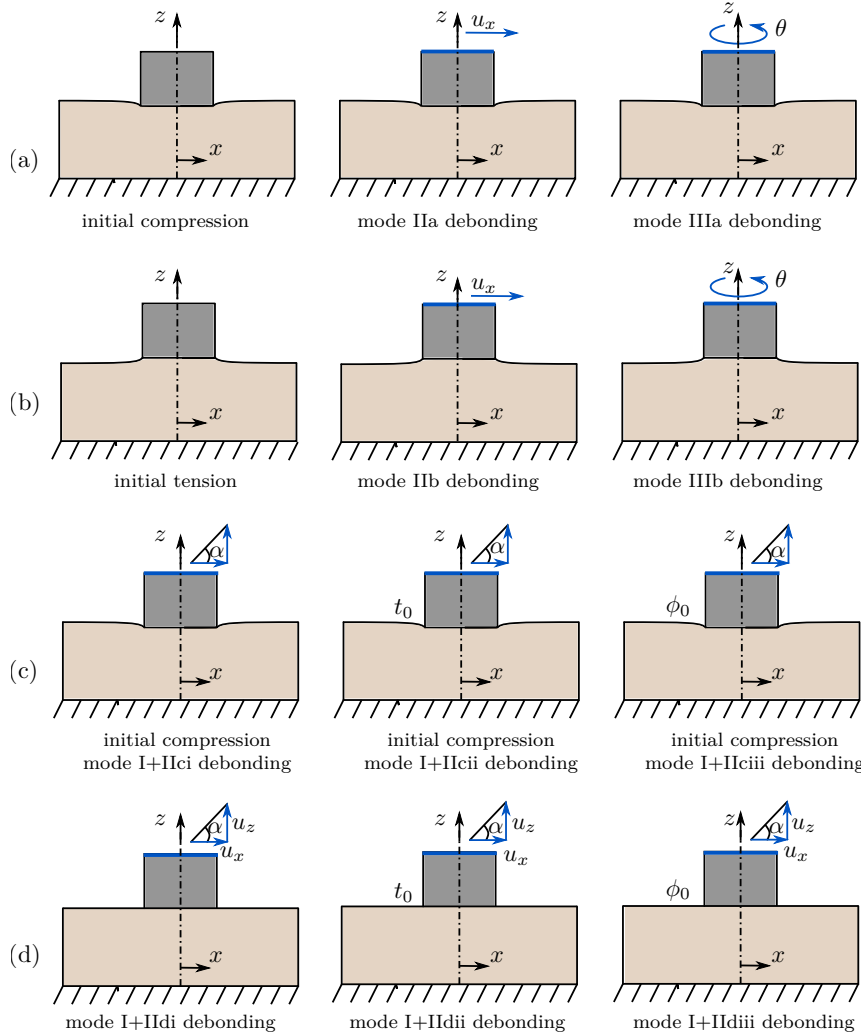 z z u_x z θ
(a) x x x
initial compression mode IIa debonding mode IIIa debonding
z z u_x z θ
(b) x x x
initial tension mode IIb debonding mode IIIb debonding
z α z α z α
t_0 ϕ_0
(c) x x x
initial compression initial compression initial compression
mode I+IIci debonding mode I+IIcii debonding mode I+IIciii debonding
z α u_z z α u_z z α u_z
u_x u_x u_x
t_0 ϕ_0
(d) x x x
mode I+IIdi debonding mode I+IIdii debonding mode I+IIdiii debonding